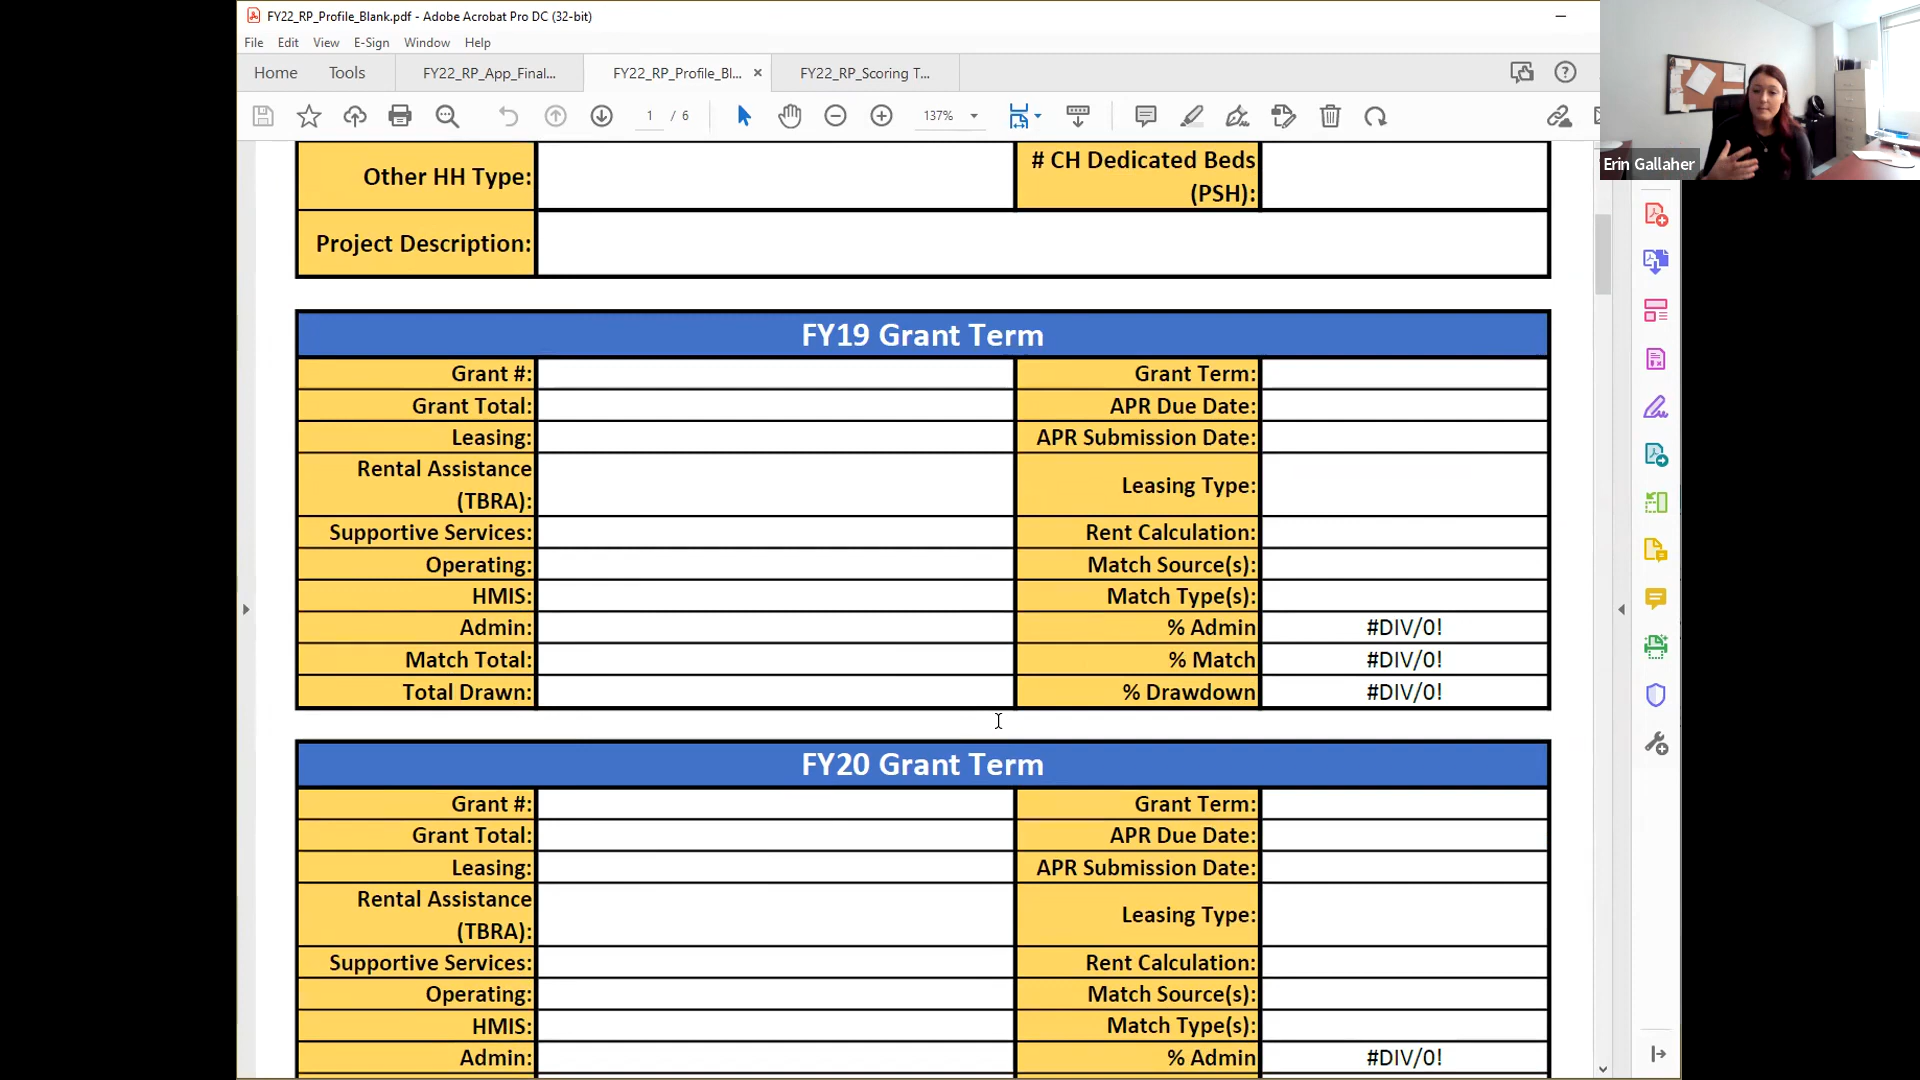 FY22_RP_Profile_Blank.pdf - Adobe Acrobat Pro DC (32-bit)
File Edit View E-Sign Window Help
Home Tools FY22_RP_App_Final... FY22_RP_Profile_Bl... × FY22_RP_Scoring T...
1 / 6 137%
Erin Gallaher
Other HH Type: # CH Dedicated Beds
(PSH):
Project Description:
FY19 Grant Term
Grant #: Grant Term:
Grant Total: APR Due Date:
Leasing: APR Submission Date:
Rental Assistance
(TBRA): Leasing Type:
Supportive Services: Rent Calculation:
Operating: Match Source(s):
HMIS: Match Type(s):
Admin: % Admin #DIV/0!
Match Total: % Match #DIV/0!
Total Drawn: % Drawdown #DIV/0!
FY20 Grant Term
Grant #: Grant Term:
Grant Total: APR Due Date:
Leasing: APR Submission Date:
Rental Assistance
(TBRA): Leasing Type:
Supportive Services: Rent Calculation:
Operating: Match Source(s):
HMIS: Match Type(s):
Admin: % Admin #DIV/0!